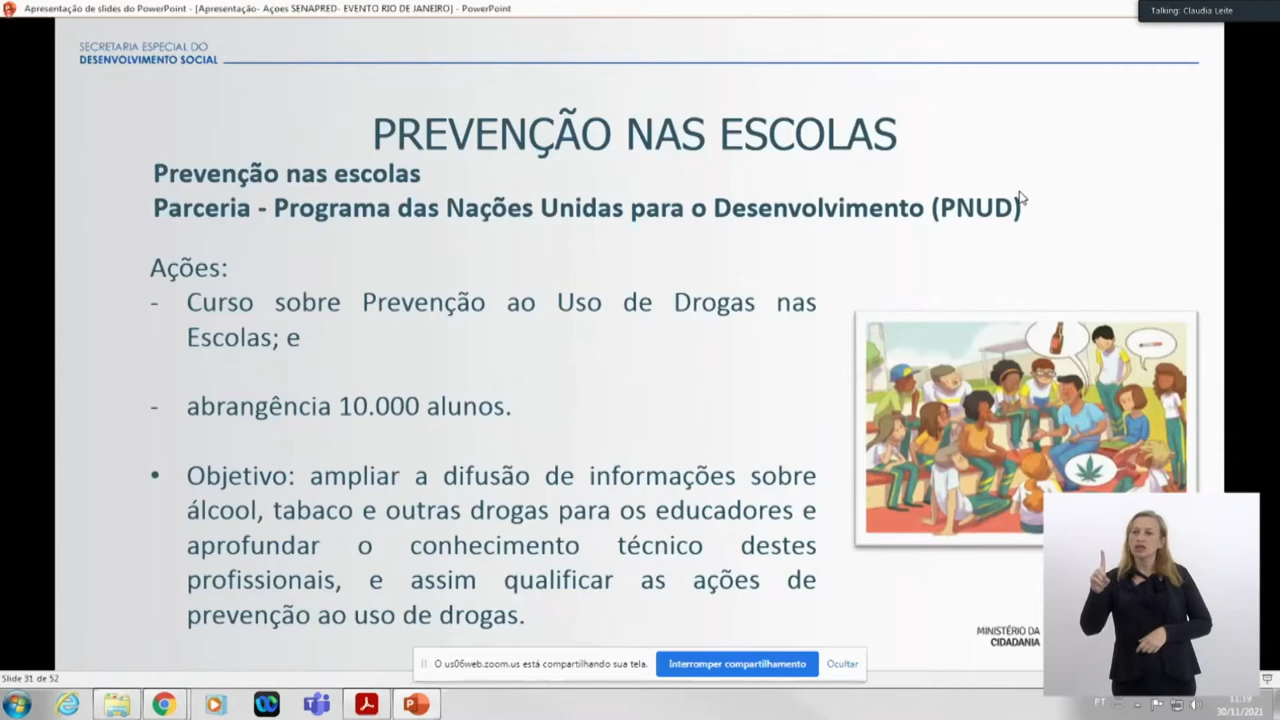 Apresentação de slides do PowerPoint - [Apresentação- Açoes SENAPRED- EVENTO RIO DE JANEIRO] - PowerPoint
Talking: Claudia Leite
SECRETARIA ESPECIAL DO
DESENVOLVIMENTO SOCIAL
PREVENÇÃO NAS ESCOLAS
Prevenção nas escolas
Parceria - Programa das Nações Unidas para o Desenvolvimento (PNUD)
Ações:
- Curso sobre Prevenção ao Uso de Drogas nas
Escolas; e
- abrangência 10.000 alunos.
• Objetivo: ampliar a difusão de informações sobre
álcool, tabaco e outras drogas para os educadores e
aprofundar o conhecimento técnico destes
profissionais, e assim qualificar as ações de
prevenção ao uso de drogas.
MINISTÉRIO DA
CIDADANIA
O us06web.zoom.us está compartilhando sua tela.
Interromper compartilhamento
Ocultar
Slide 31 de 52
PT
11:19
30/11/2021